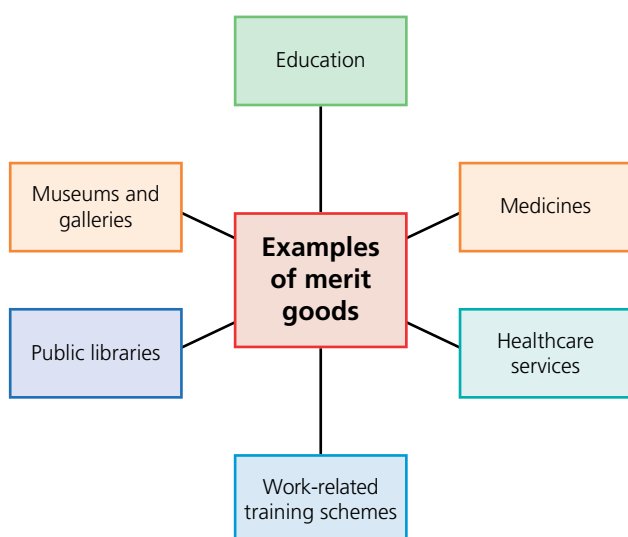 Education
Museums and
galleries
Medicines
Examples
of merit
goods
Public libraries
Healthcare
services
Work-related
training schemes